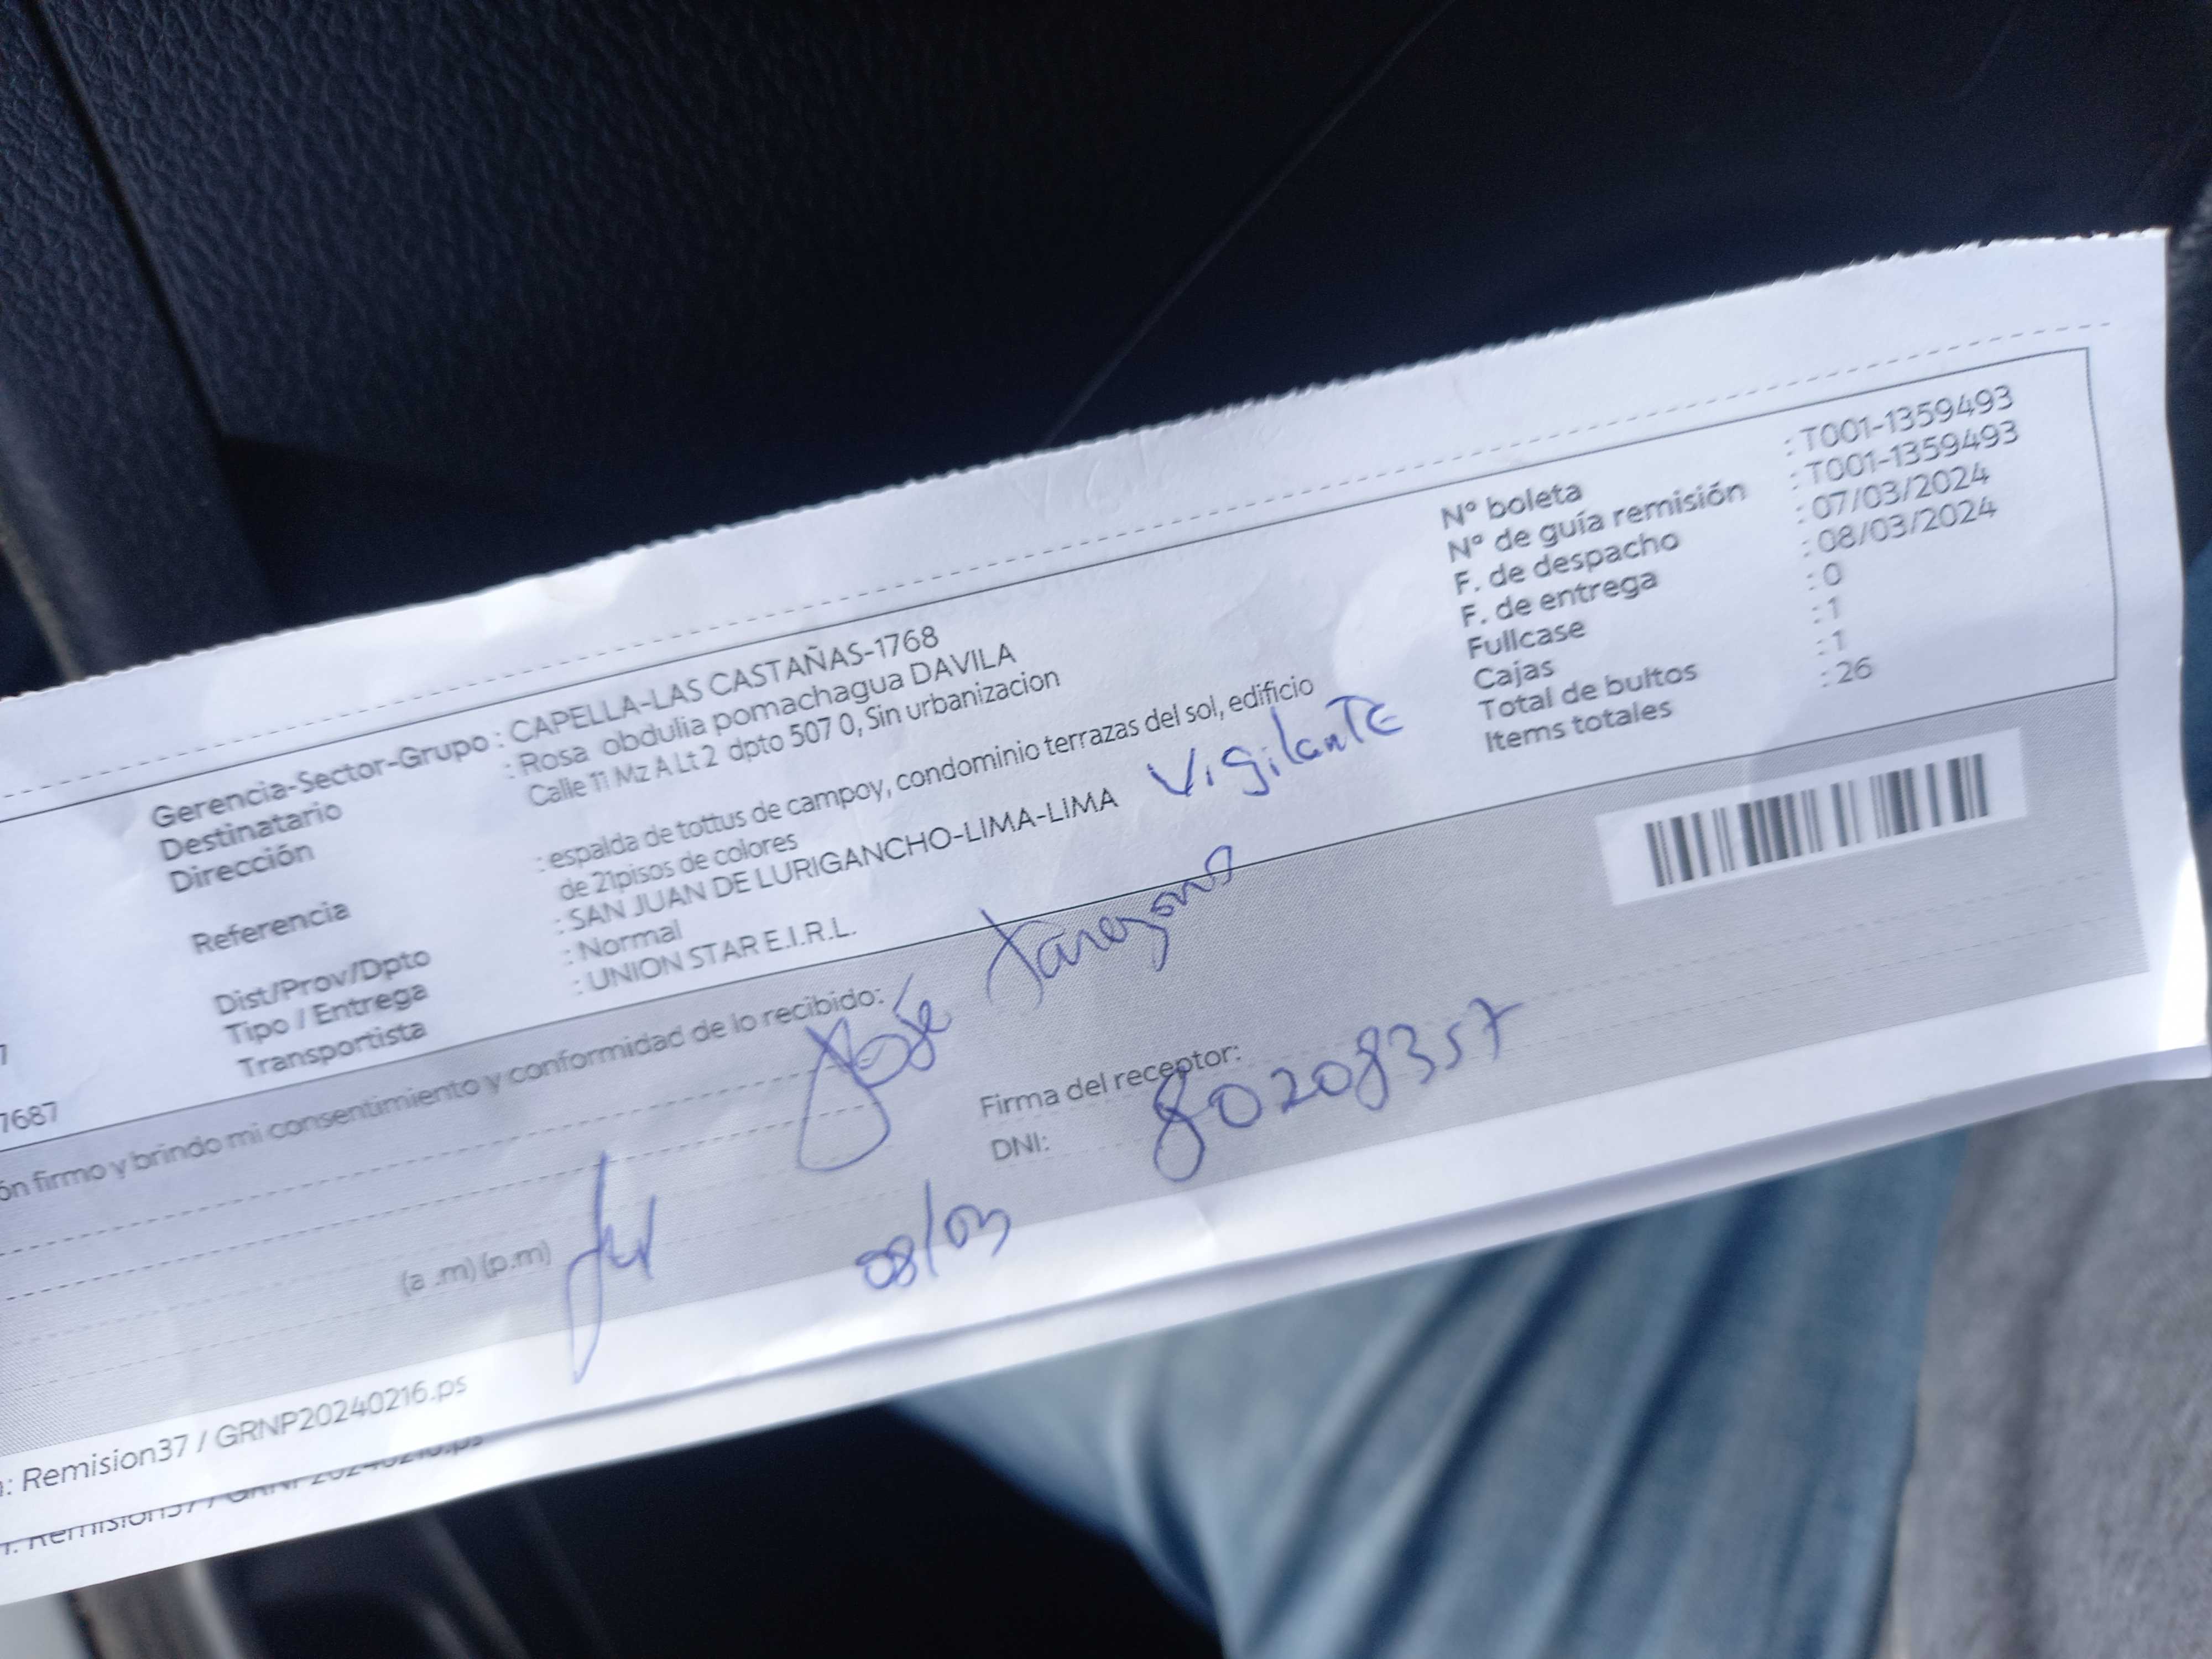 Gerencia-Sector-Grupo : CAPELLA-LAS CASTAÑAS-1768
Destinatario : Rosa obdulia pomachagua DAVILA
Dirección Calle 11 Mz A Lt 2 dpto 507 0, Sin urbanizacion
Referencia : espalda de tottus de campoy, condominio terrazas del sol, edificio
de 21pisos de colores
Dist/Prov/Dpto : SAN JUAN DE LURIGANCHO-LIMA-LIMA
Tipo / Entrega : Normal
Transportista : UNION STAR E.I.R.L.
VigilanTE
Nº boleta : T001-1359493
Nº de guía remisión : T001-1359493
F. de despacho : 07/03/2024
F. de entrega : 08/03/2024
Fullcase : 0
Cajas : 1
Total de bultos : 1
Items totales : 26
7687
ón firmo y brindo mi consentimiento y conformidad de lo recibido:
José
Firma del receptor:
DNI: 80208357
(a .m) (p.m)
08/03
: Remision37 / GRNP20240216.ps